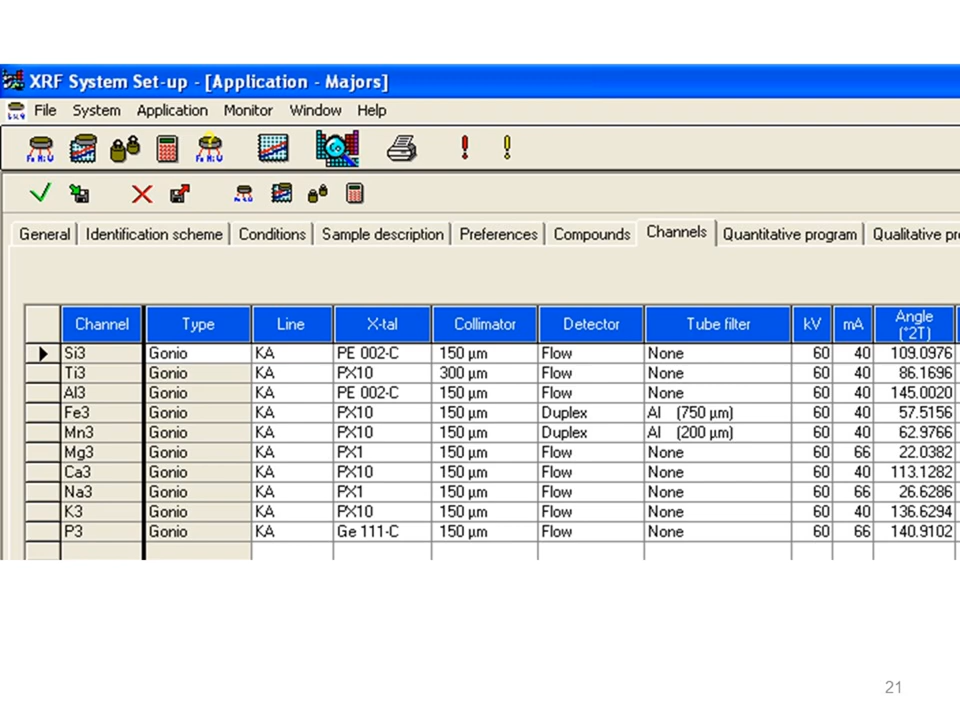 XRF System Set-up - [Application - Majors]
File System Application Monitor Window Help
General Identification scheme Conditions Sample description Preferences Compounds Channels Quantitative program Qualitative pr
Channel Type Line X-tal Collimator Detector Tube filter kV mA Angle (°2T)
Si3 Gonio KA PE 002-C 150 µm Flow None 60 40 109.0976
Ti3 Gonio KA PX10 300 µm Flow None 60 40 86.1696
Al3 Gonio KA PE 002-C 150 µm Flow None 60 40 145.0020
Fe3 Gonio KA PX10 150 µm Duplex Al (750 µm) 60 40 57.5156
Mn3 Gonio KA PX10 150 µm Duplex Al (200 µm) 60 40 62.9766
Mg3 Gonio KA PX1 150 µm Flow None 60 66 22.0382
Ca3 Gonio KA PX10 150 µm Flow None 60 40 113.1282
Na3 Gonio KA PX1 150 µm Flow None 60 66 26.6286
K3 Gonio KA PX10 150 µm Flow None 60 40 136.6294
P3 Gonio KA Ge 111-C 150 µm Flow None 60 66 140.9102
21